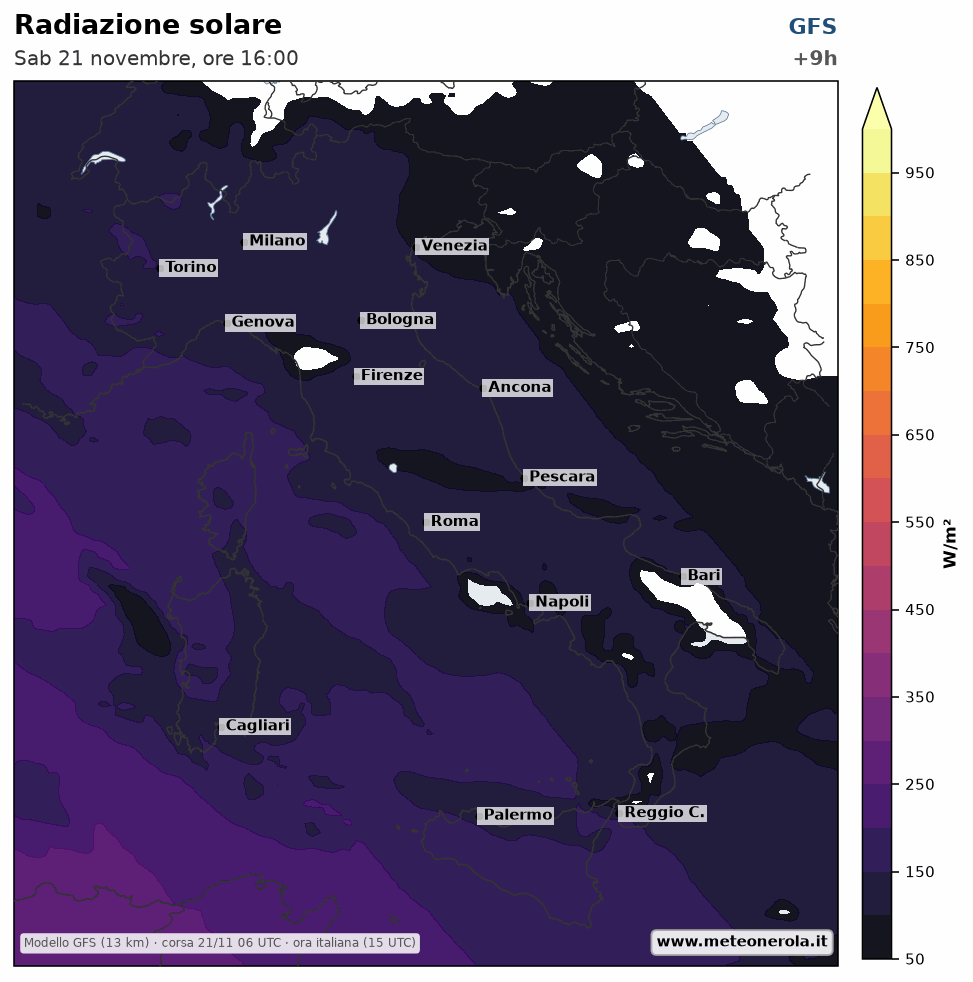 Radiazione solare
GFS
Sab 21 novembre, ore 16:00
+9h
Milano
Venezia
Torino
Genova
Bologna
Firenze
Ancona
Pescara
Roma
Bari
Napoli
Cagliari
Palermo
Reggio C.
Modello GFS (13 km) · corsa 21/11 06 UTC · ora italiana (15 UTC)
www.meteonerola.it
950
850
750
650
550
450
350
250
150
50
W/m²